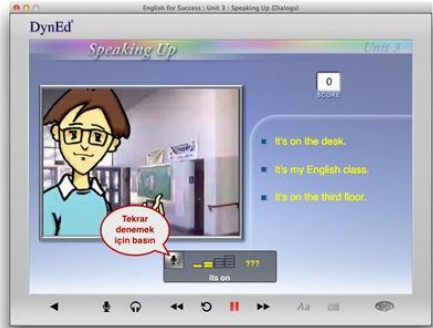 English for Success : Unit 3 : Speaking Up (Dialogs)
DynEd
Speaking Up
Unit 3
0
SCORE
It's on the desk.
It's my English class.
It's on the third floor.
Tekrar
denemek
için basın
???
its on
Aa